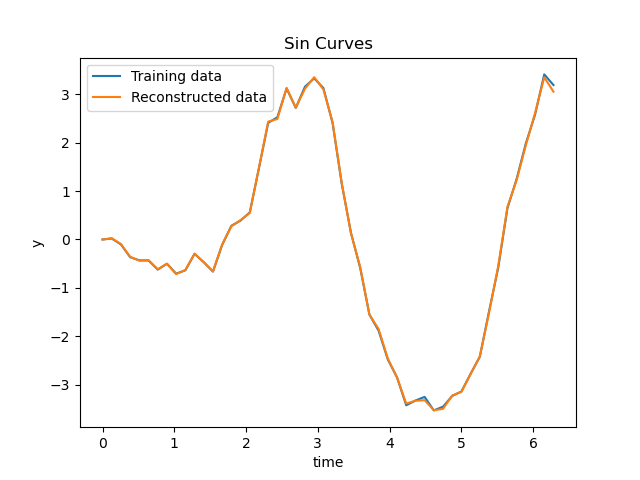 Sin Curves
Training data
Reconstructed data
3
2
1
0
−1
−2
−3
y
0 1 2 3 4 5 6
time